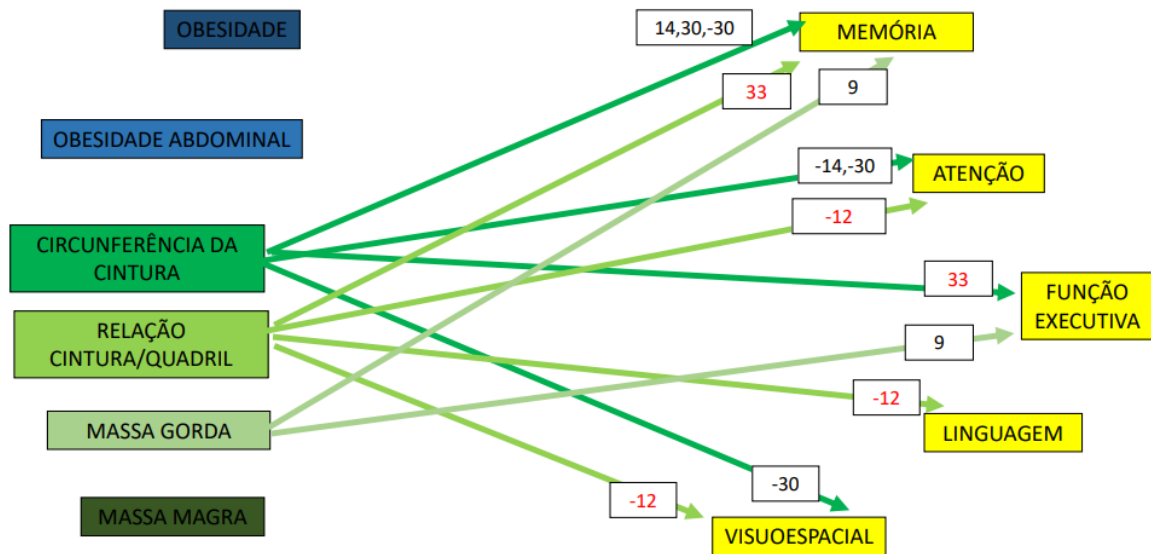 OBESIDADE
14,30,-30
MEMÓRIA
33
9
OBESIDADE ABDOMINAL
-14,-30
ATENÇÃO
-12
CIRCUNFERÊNCIA DA
CINTURA
33
FUNÇÃO
EXECUTIVA
RELAÇÃO
CINTURA/QUADRIL
9
-12
MASSA GORDA
LINGUAGEM
-30
-12
MASSA MAGRA
VISUOESPACIAL